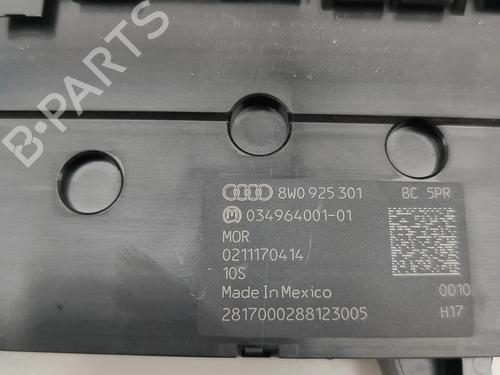 B-PARTS
8W0 925 301 BC 5PR
034964001-01
MOR
0211170414
10S
Made In Mexico 0010
2817000288123005 H17